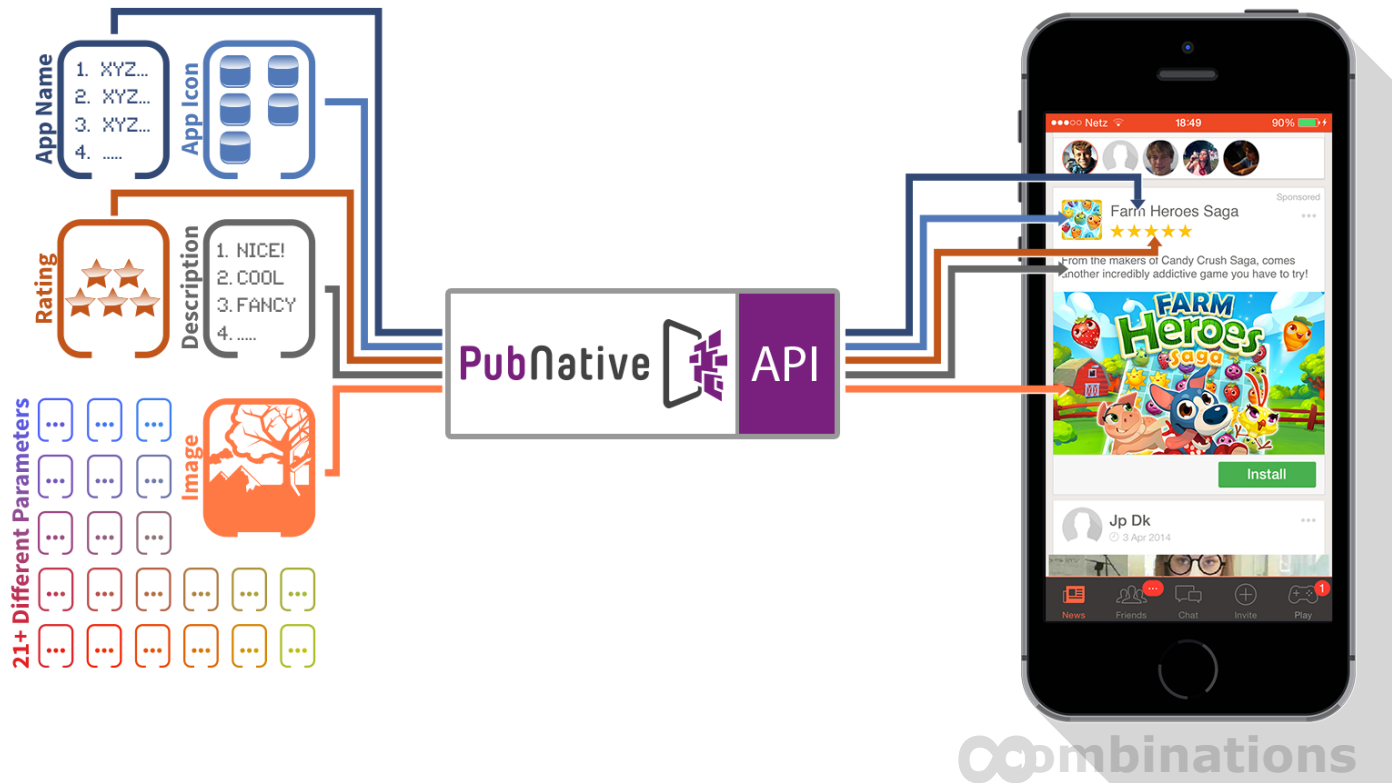 App Name
1. XYZ...
2. XYZ...
3. XYZ...
4. .....
App Icon
Rating
Description
1. NICE!
2. COOL
3. FANCY
4. .....
Image
21+ Different Parameters
PubNative
API
Netz
18:49
90%
Sponsored
Farm Heroes Saga
From the makers of Candy Crush Saga, comes
another incredibly addictive game you have to try!
FARM
Heroes
saga
Install
Jp Dk
3 Apr 2014
News
Friends
Chat
Invite
Play
1
combinations